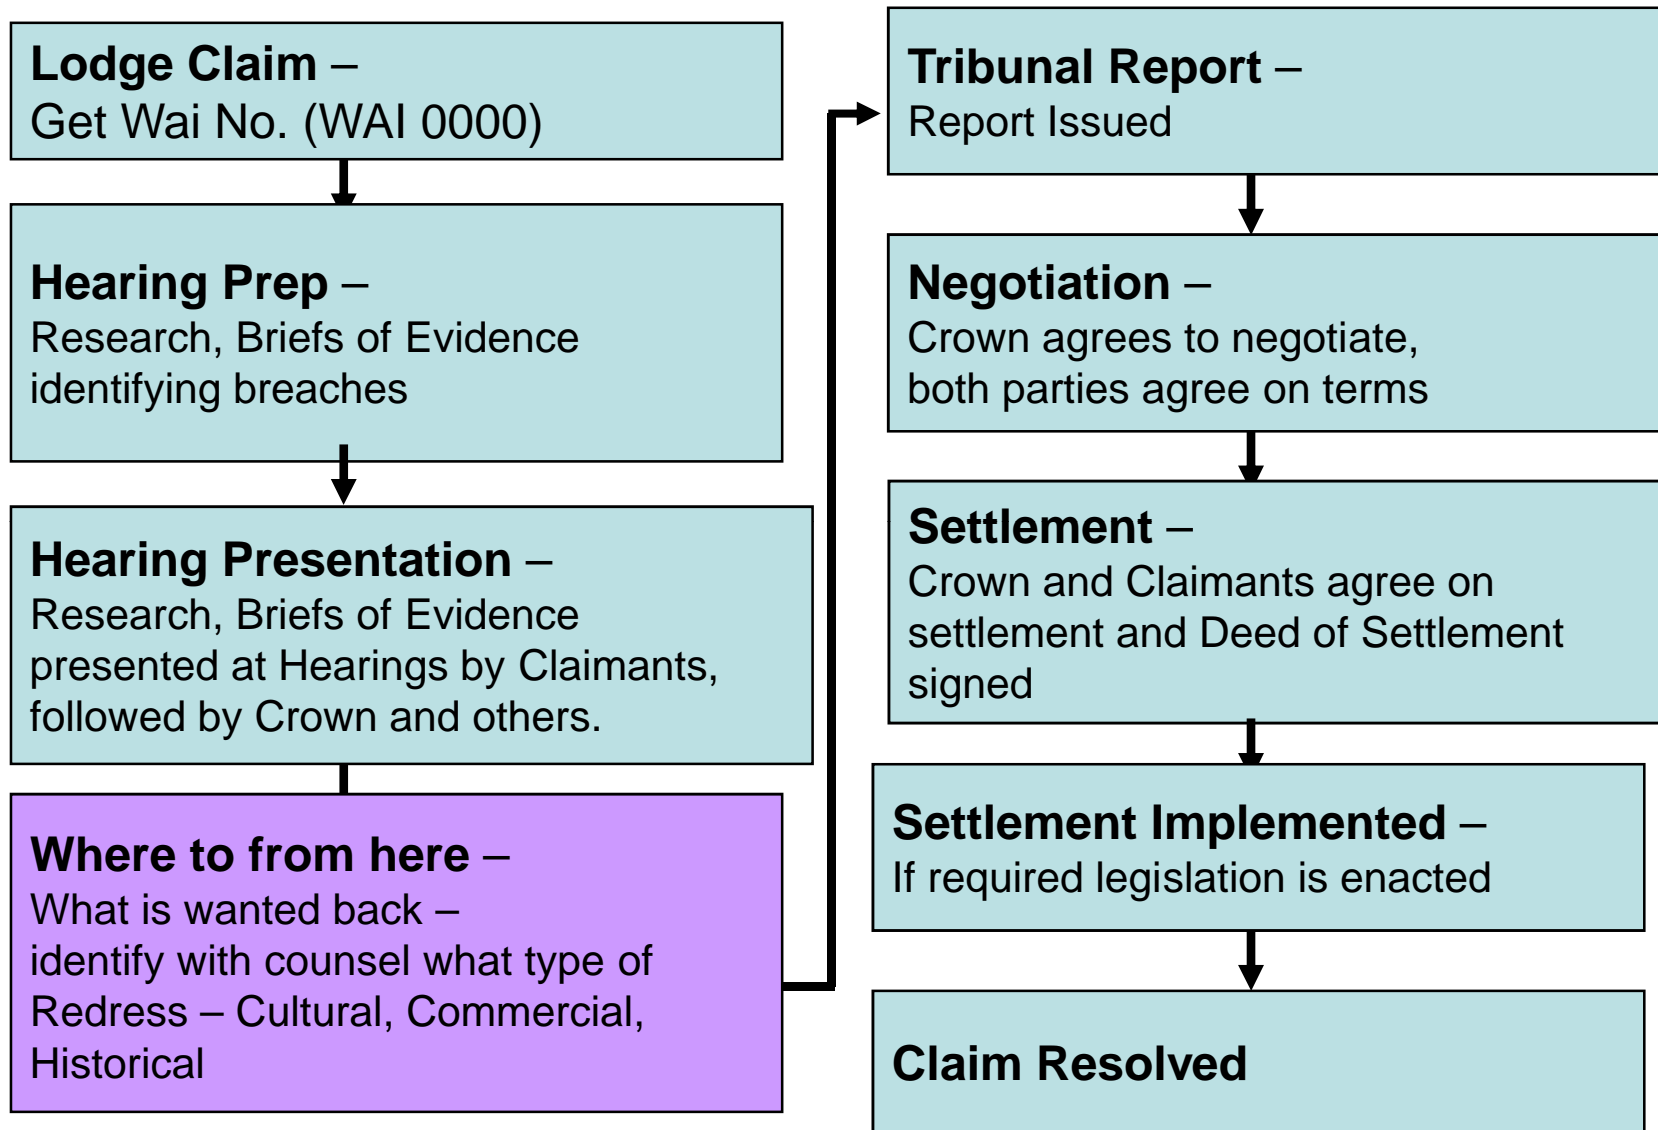 Lodge Claim –
Get Wai No. (WAI 0000)
Hearing Prep –
Research, Briefs of Evidence
identifying breaches
Hearing Presentation –
Research, Briefs of Evidence
presented at Hearings by Claimants,
followed by Crown and others.
Where to from here –
What is wanted back –
identify with counsel what type of
Redress – Cultural, Commercial,
Historical
Tribunal Report –
Report Issued
Negotiation –
Crown agrees to negotiate,
both parties agree on terms
Settlement –
Crown and Claimants agree on
settlement and Deed of Settlement
signed
Settlement Implemented –
If required legislation is enacted
Claim Resolved